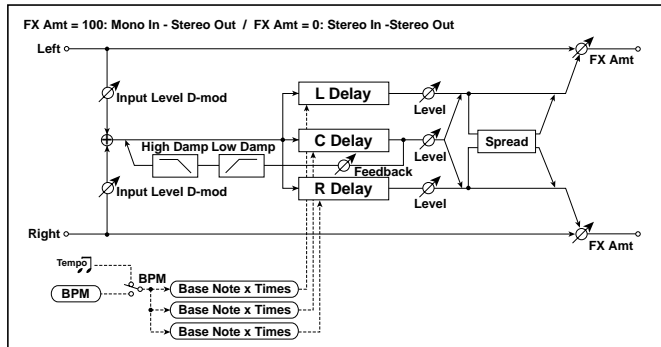 FX Amt = 100: Mono In - Stereo Out / FX Amt = 0: Stereo In -Stereo Out
Left
FX Amt
Input Level D-mod
L Delay
Level
High Damp Low Damp
C Delay
Level
Spread
Feedback
Input Level D-mod
R Delay
Level
Right
FX Amt
Tempo
BPM
BPM
Base Note x Times
Base Note x Times
Base Note x Times